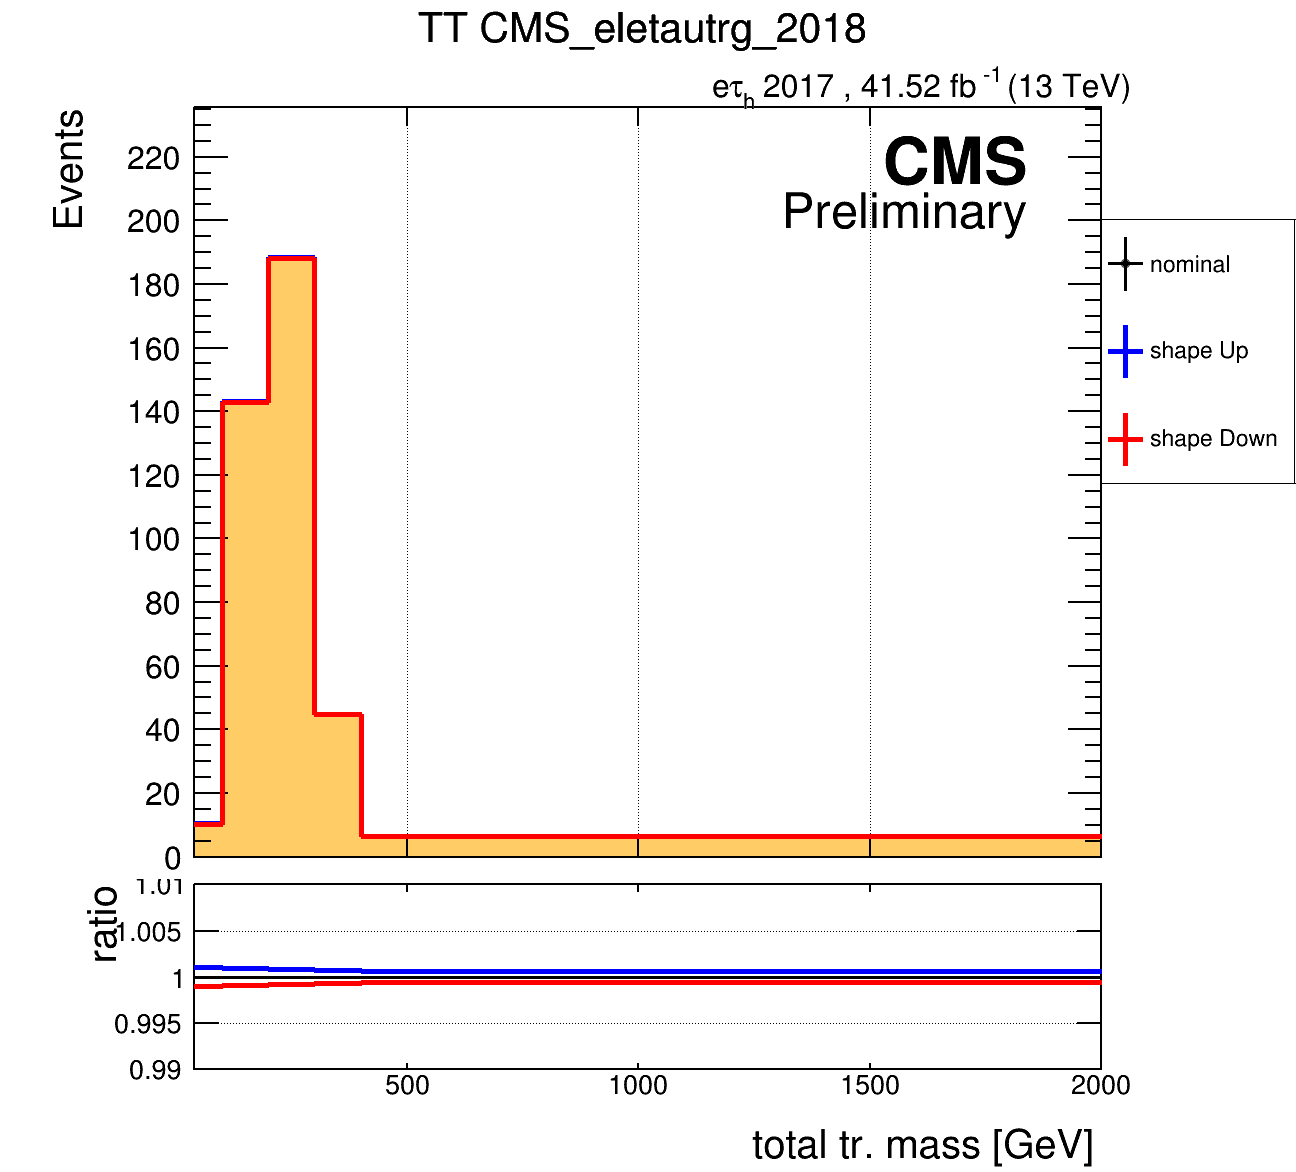 TT CMS_eletautrg_2018
eτh 2017 , 41.52 fb-1 (13 TeV)
Events
CMS
Preliminary
220
200
180
160
140
120
100
80
60
40
20
0
nominal
shape Up
shape Down
ratio
1.01
1.005
1
0.995
0.99
500 1000 1500 2000
total tr. mass [GeV]